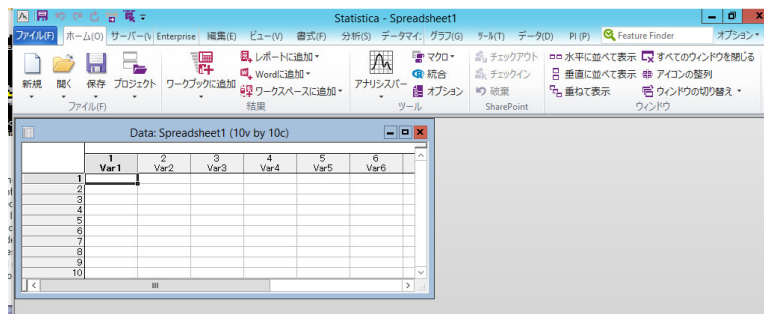 Statistica - Spreadsheet1
ファイル(F) ホーム(O) サーバー(V Enterprise 編集(E) ビュー(V) 書式(F) 分析(S) データマイ: グラフ(G) ツール(T) データ(D) PI (P) Feature Finder オプション
レポートに追加 マクロ チェックアウト 水平に並べて表示 すべてのウィンドウを閉じる
Wordに追加 統合 チェックイン 垂直に並べて表示 アイコンの整列
新規 開く 保存 プロジェクト ワークブックに追加 ワークスペースに追加 アナリシスバー オプション 破棄 重ねて表示 ウィンドウの切り替え
ファイル(F) 結果 ツール SharePoint ウィンドウ
Data: Spreadsheet1 (10v by 10c)
1 2 3 4 5 6
Var1 Var2 Var3 Var4 Var5 Var6
1
2
3
4
5
6
7
8
9
10